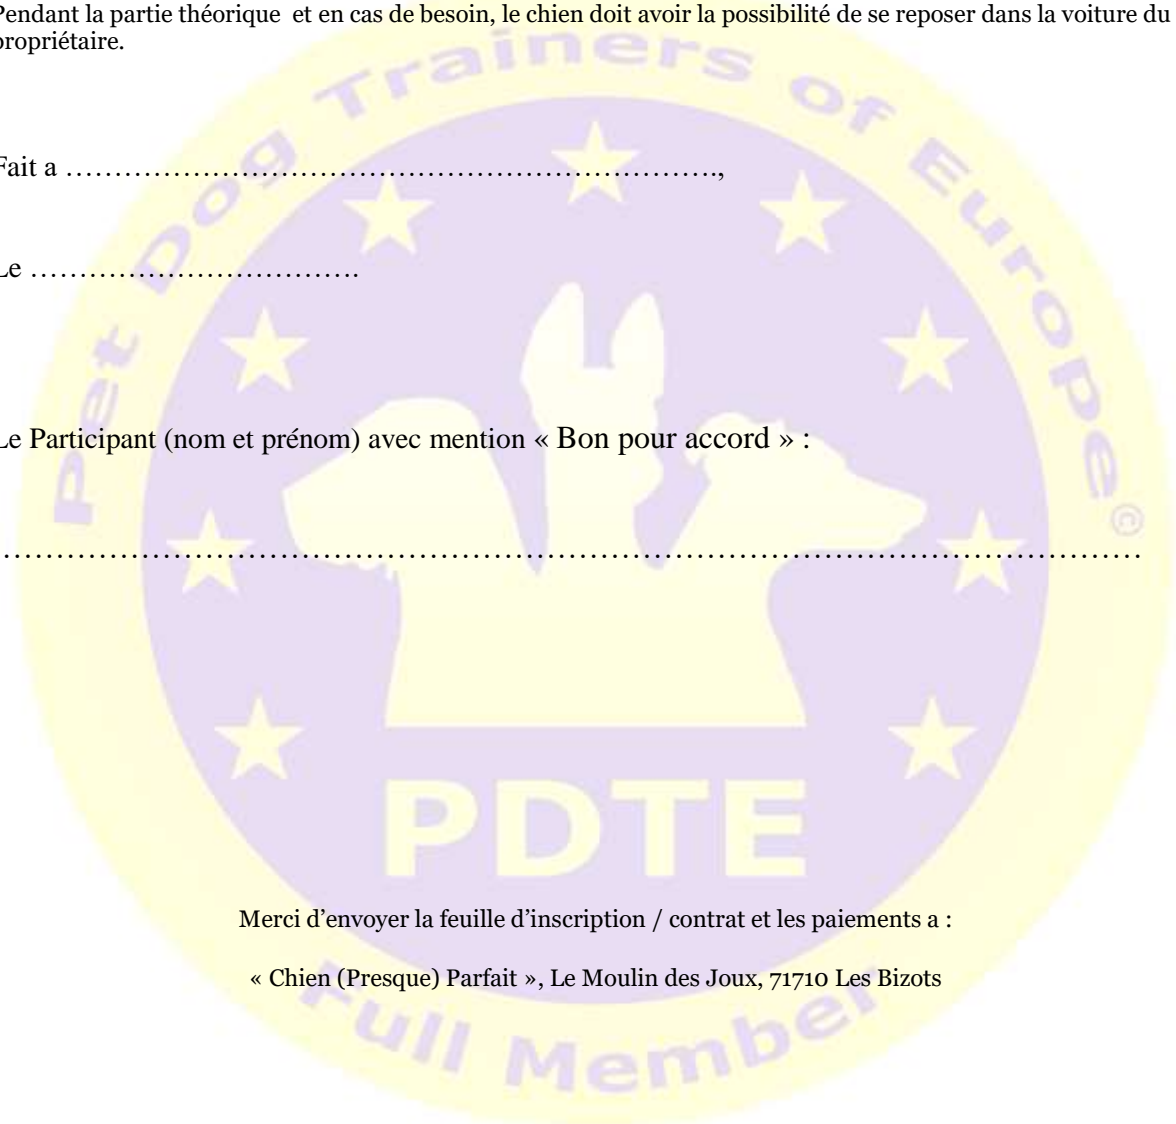 Pendant la partie théorique et en cas de besoin, le chien doit avoir la possibilité de se reposer dans la voiture du
propriétaire.
Pet Dog Trainers of Europe©
Fait a ……………………………………………………….,
Le …………………………….
Le Participant (nom et prénom) avec mention « Bon pour accord » :
……………………………………………………………………………………………
PDTE
Merci d’envoyer la feuille d’inscription / contrat et les paiements a :
« Chien (Presque) Parfait », Le Moulin des Joux, 71710 Les Bizots
Full Member